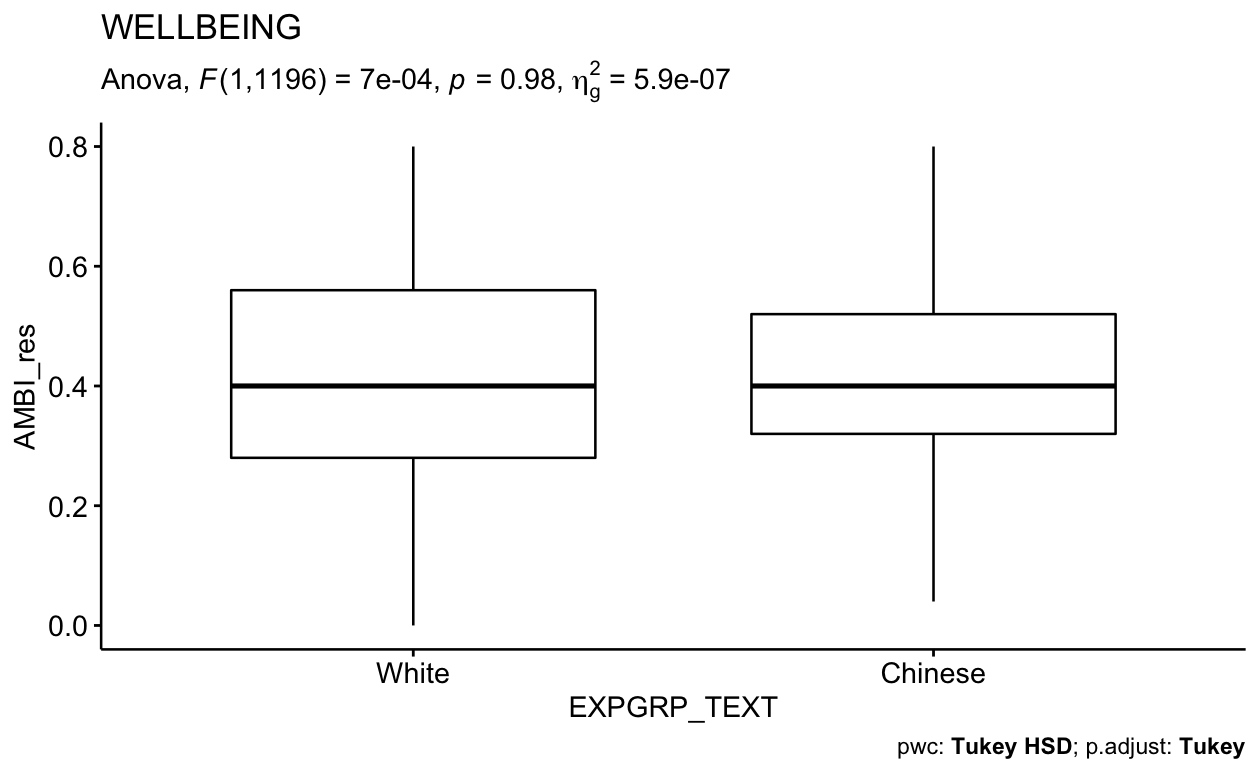 WELLBEING
Anova, F(1,1196) = 7e-04, p = 0.98, η²g = 5.9e-07
0.8
0.6
0.4
0.2
0.0
AMBI_res
White Chinese
EXPGRP_TEXT
pwc: Tukey HSD; p.adjust: Tukey